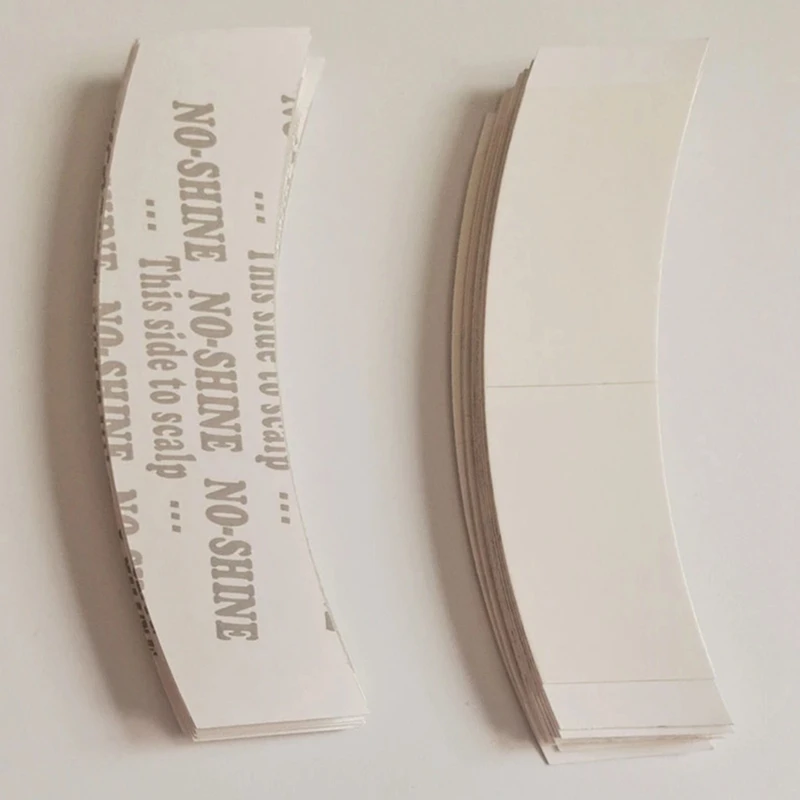 ... This side to scalp ...
NO-SHINE NO-SHINE NO-SHINE
... This side to scalp ...
NO-SHINE